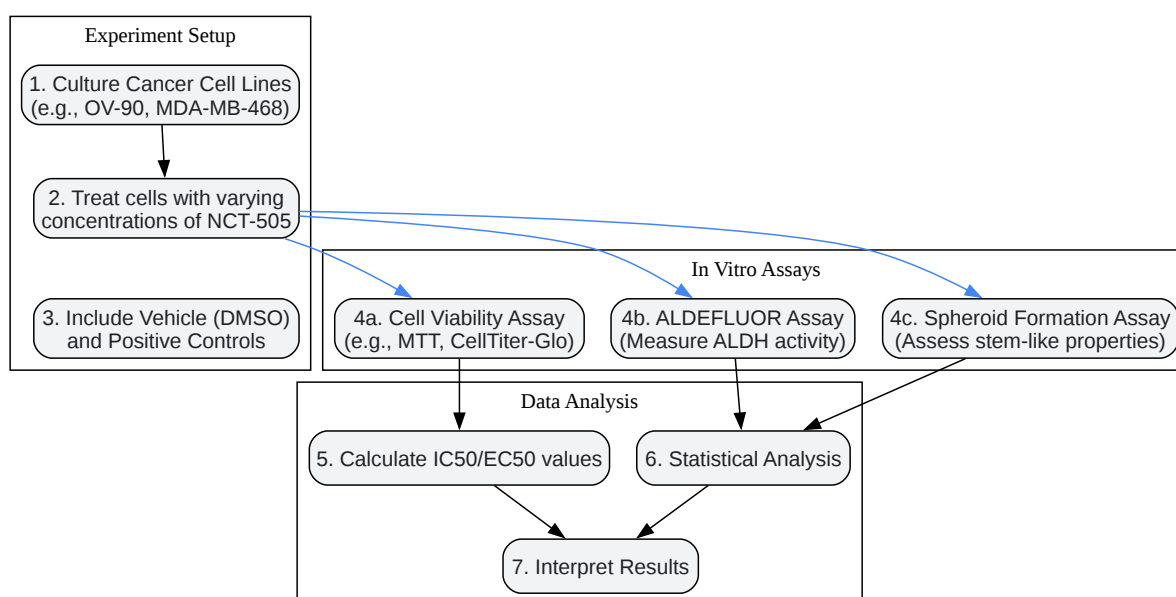 Experiment Setup
1. Culture Cancer Cell Lines
(e.g., OV-90, MDA-MB-468)
2. Treat cells with varying
concentrations of NCT-505
3. Include Vehicle (DMSO)
and Positive Controls
In Vitro Assays
4a. Cell Viability Assay
(e.g., MTT, CellTiter-Glo)
4b. ALDEFLUOR Assay
(Measure ALDH activity)
4c. Spheroid Formation Assay
(Assess stem-like properties)
Data Analysis
5. Calculate IC50/EC50 values
6. Statistical Analysis
7. Interpret Results